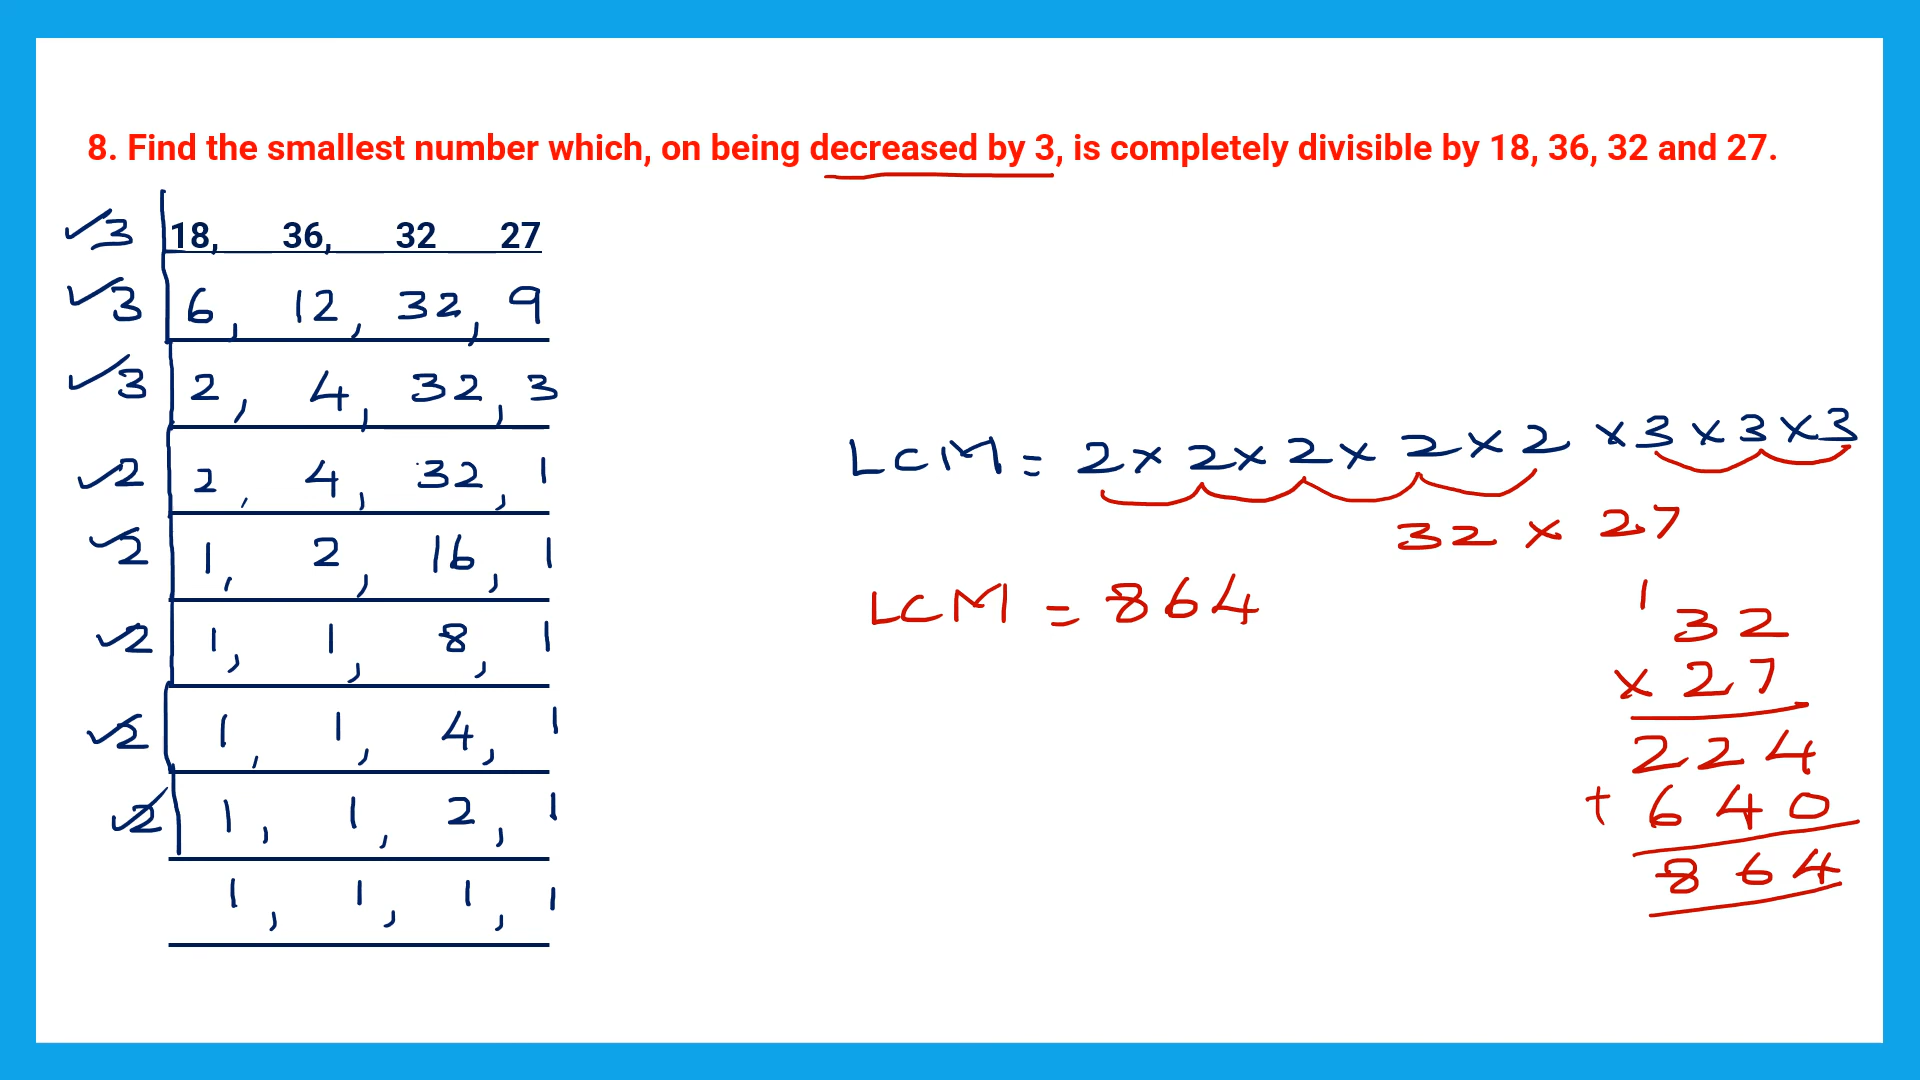 8. Find the smallest number which, on being decreased by 3, is completely divisible by 18, 36, 32 and 27.
3 18, 36, 32 27
3 6, 12, 32, 9
3 2, 4, 32, 3
2 2, 4, 32, 1
2 1, 2, 16, 1
2 1, 1, 8, 1
2 1, 1, 4, 1
2 1, 1, 2, 1
1, 1, 1, 1
LCM = 2 × 2 × 2 × 2 × 2 × 3 × 3 × 3
32 × 27
LCM = 864
1
32
× 27
224
+ 640
864